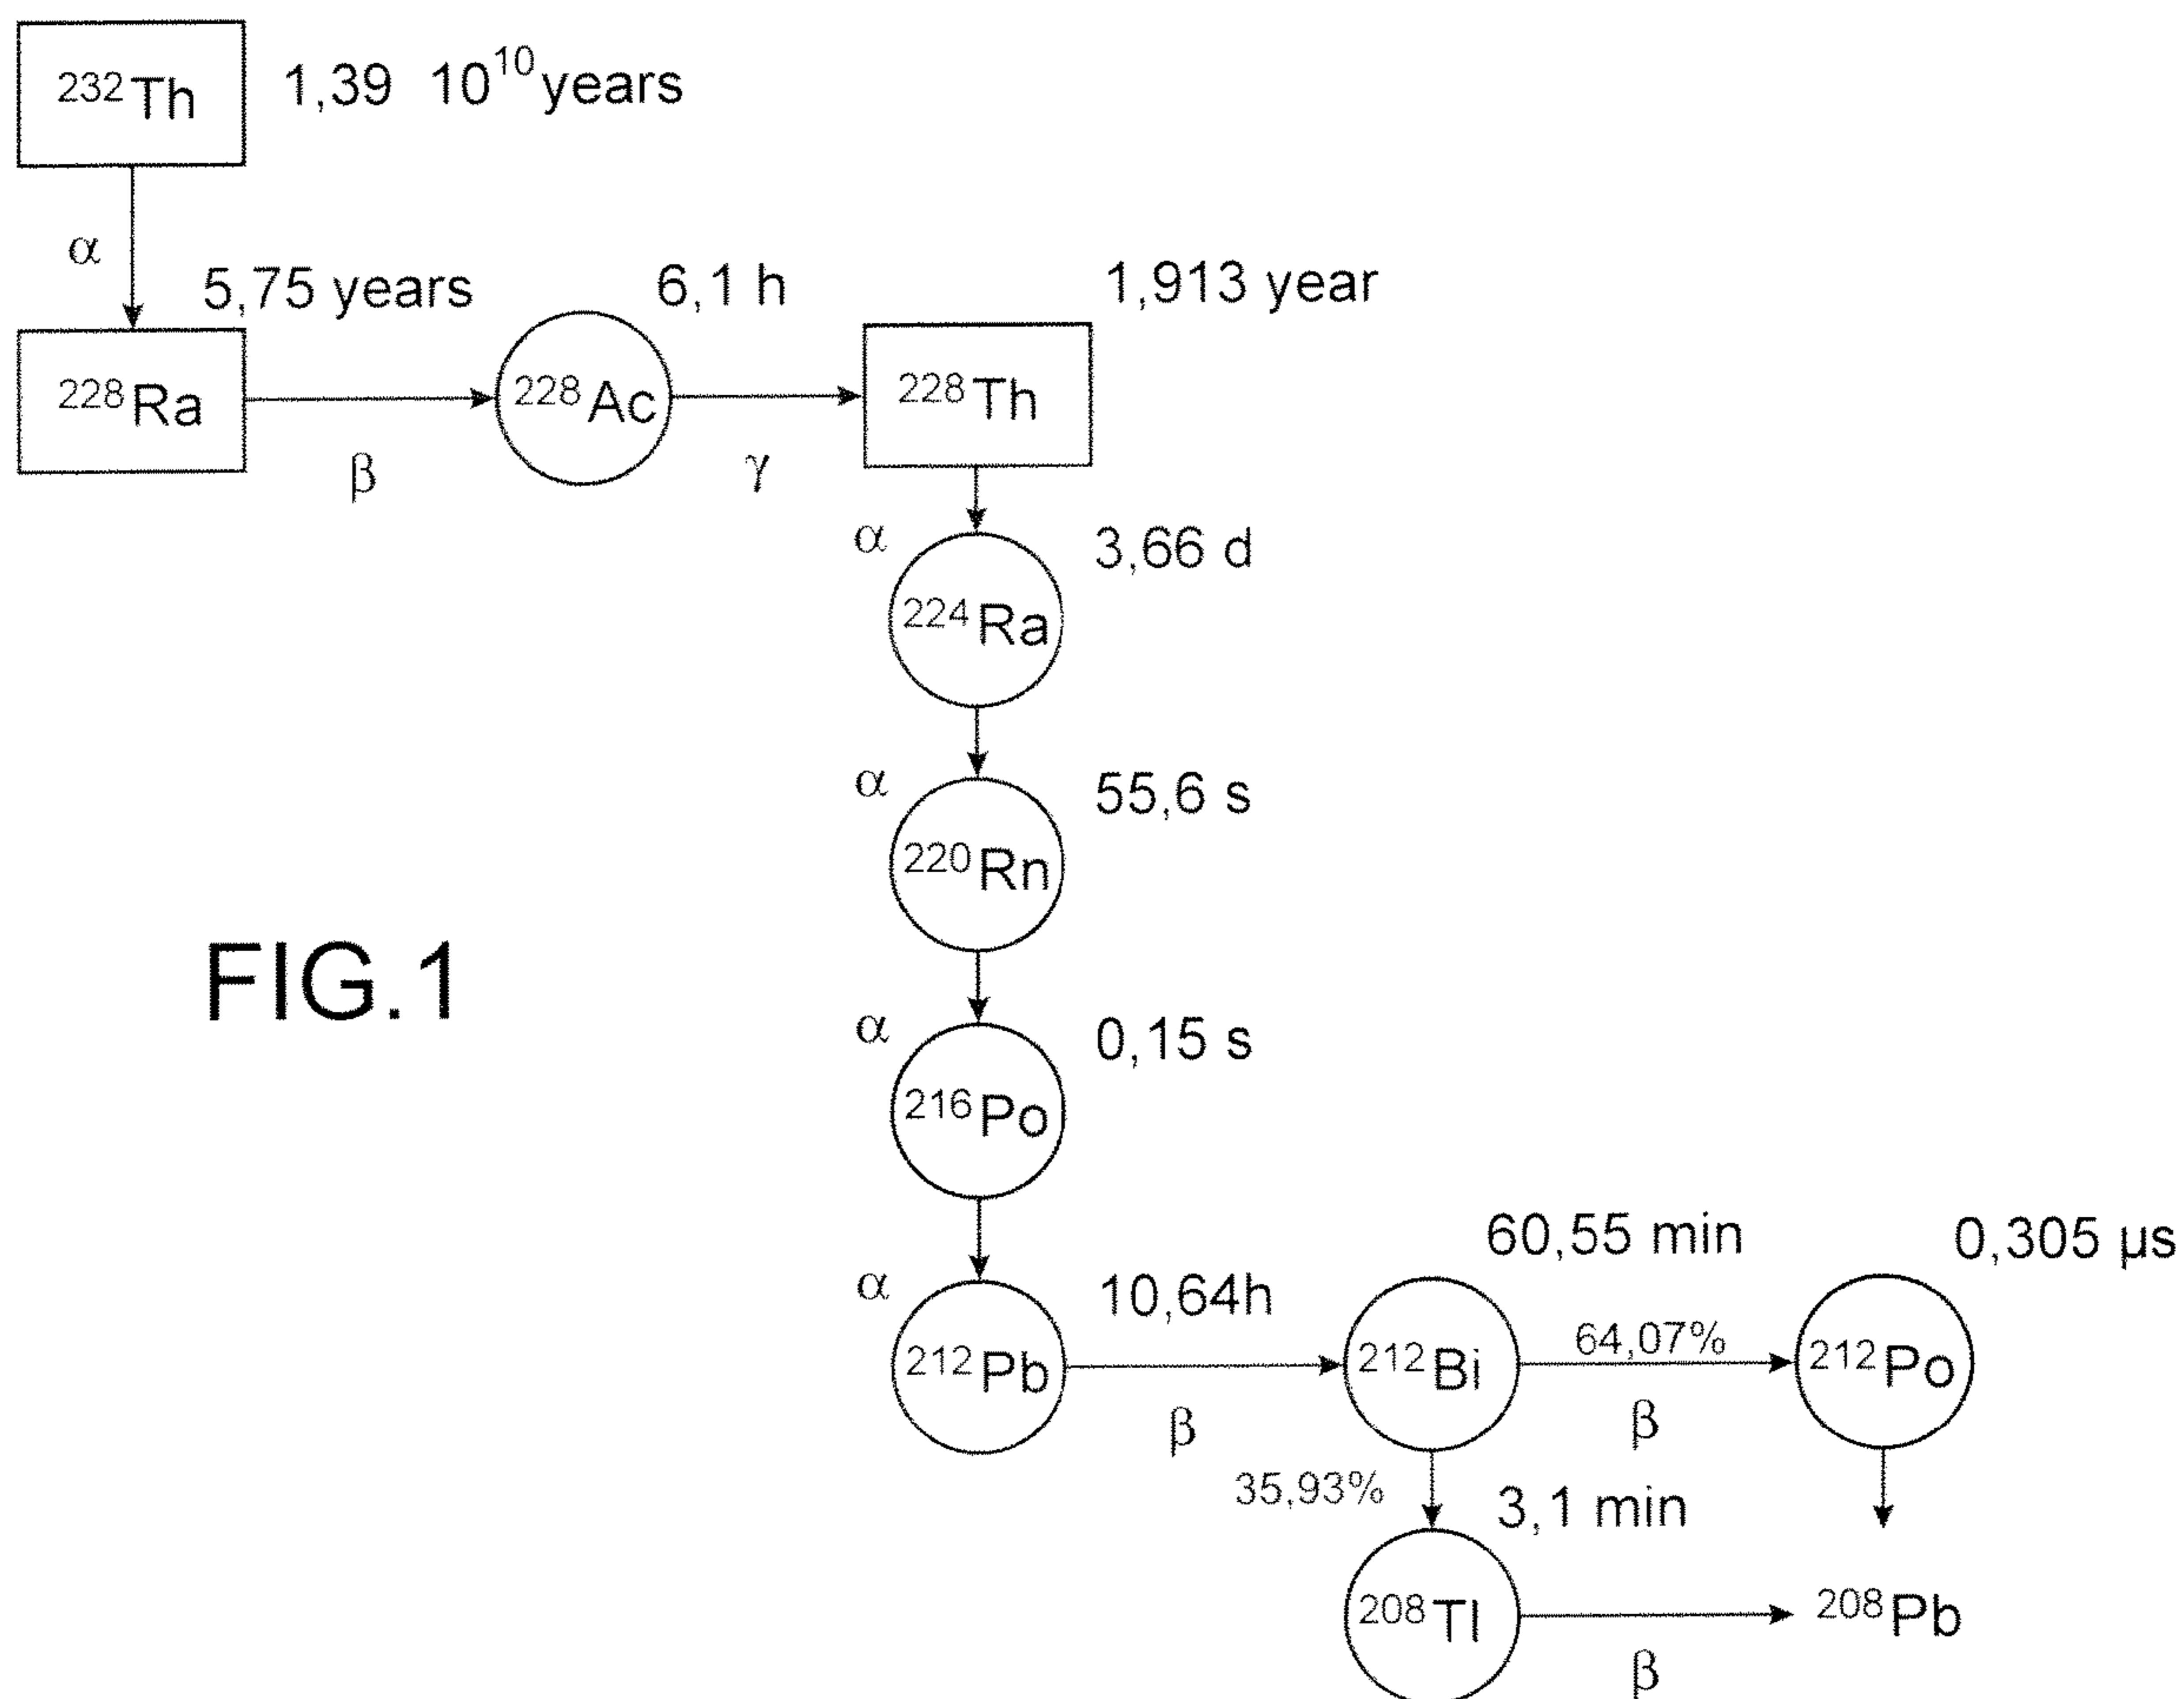 ²³²Th 1,39 10¹⁰ years
α
5,75 years 6,1 h 1,913 year
²²⁸Ra ²²⁸Ac ²²⁸Th
β γ
α 3,66 d
²²⁴Ra
α 55,6 s
²²⁰Rn
FIG.1
α 0,15 s
²¹⁶Po
60,55 min 0,305 µs
α 10,64h
64,07%
²¹²Pb ²¹²Bi ²¹²Po
β β
35,93% 3,1 min
²⁰⁸Tl ²⁰⁸Pb
β